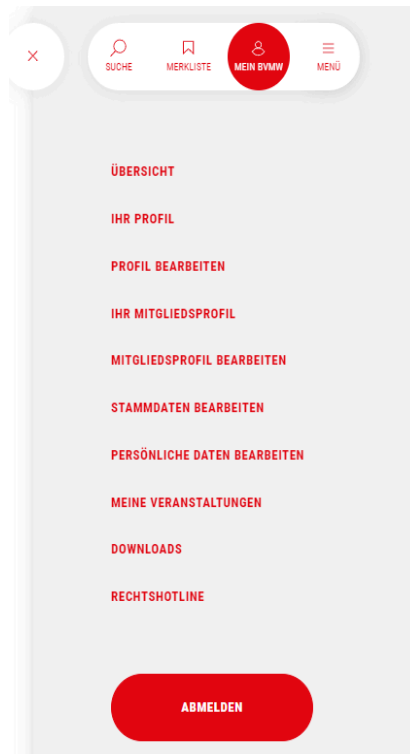 SUCHE
MERKLISTE
MEIN BVMW
MENÜ
ÜBERSICHT
IHR PROFIL
PROFIL BEARBEITEN
IHR MITGLIEDSPROFIL
MITGLIEDSPROFIL BEARBEITEN
STAMMDATEN BEARBEITEN
PERSÖNLICHE DATEN BEARBEITEN
MEINE VERANSTALTUNGEN
DOWNLOADS
RECHTSHOTLINE
ABMELDEN